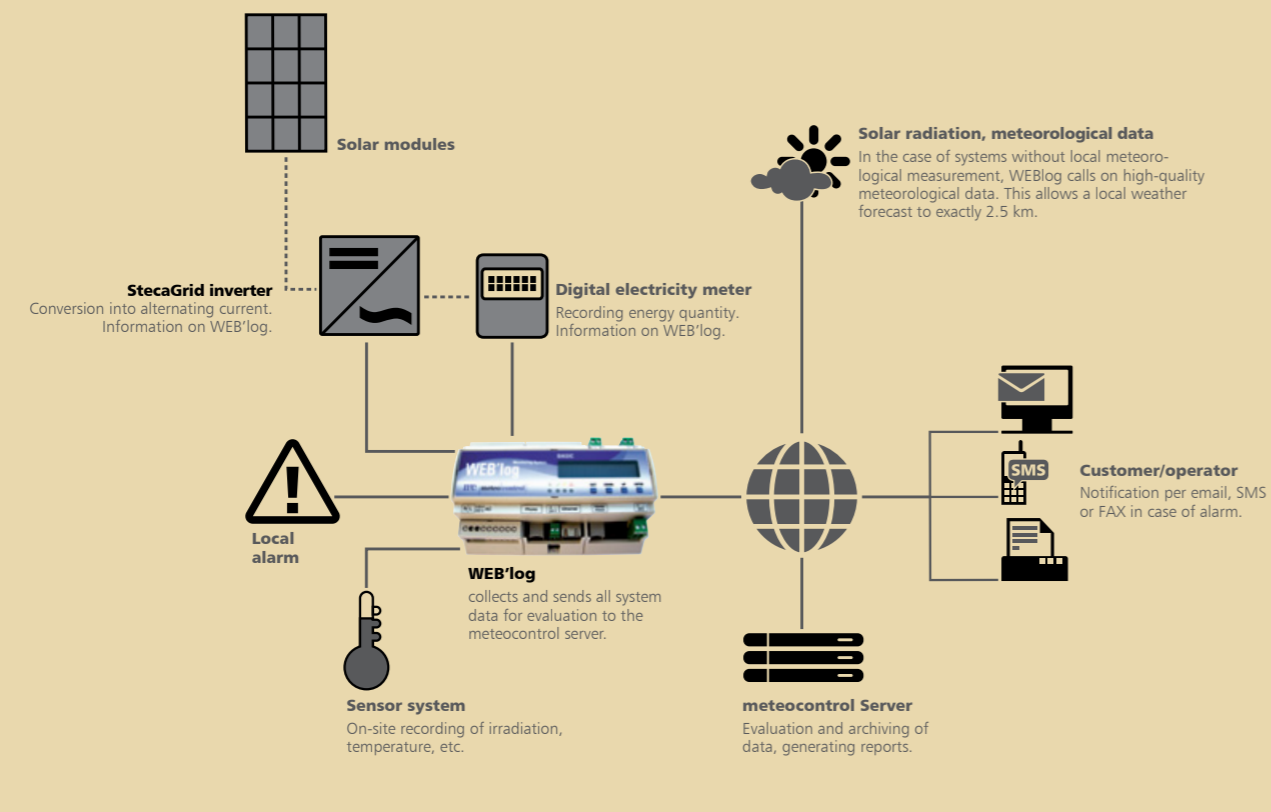 Solar modules
Solar radiation, meteorological data
In the case of systems without local meteoro-
logical measurement, WEBlog calls on high-quality
meteorological data. This allows a local weather
forecast to exactly 2.5 km.
StecaGrid inverter
Conversion into alternating current.
Information on WEB’log.
Digital electricity meter
Recording energy quantity.
Information on WEB’log.
WEB'log
BASIC
SMS
Customer/operator
Notification per email, SMS
or FAX in case of alarm.
Local
alarm
WEB’log
collects and sends all system
data for evaluation to the
meteocontrol server.
Sensor system
On-site recording of irradiation,
temperature, etc.
meteocontrol Server
Evaluation and archiving of
data, generating reports.